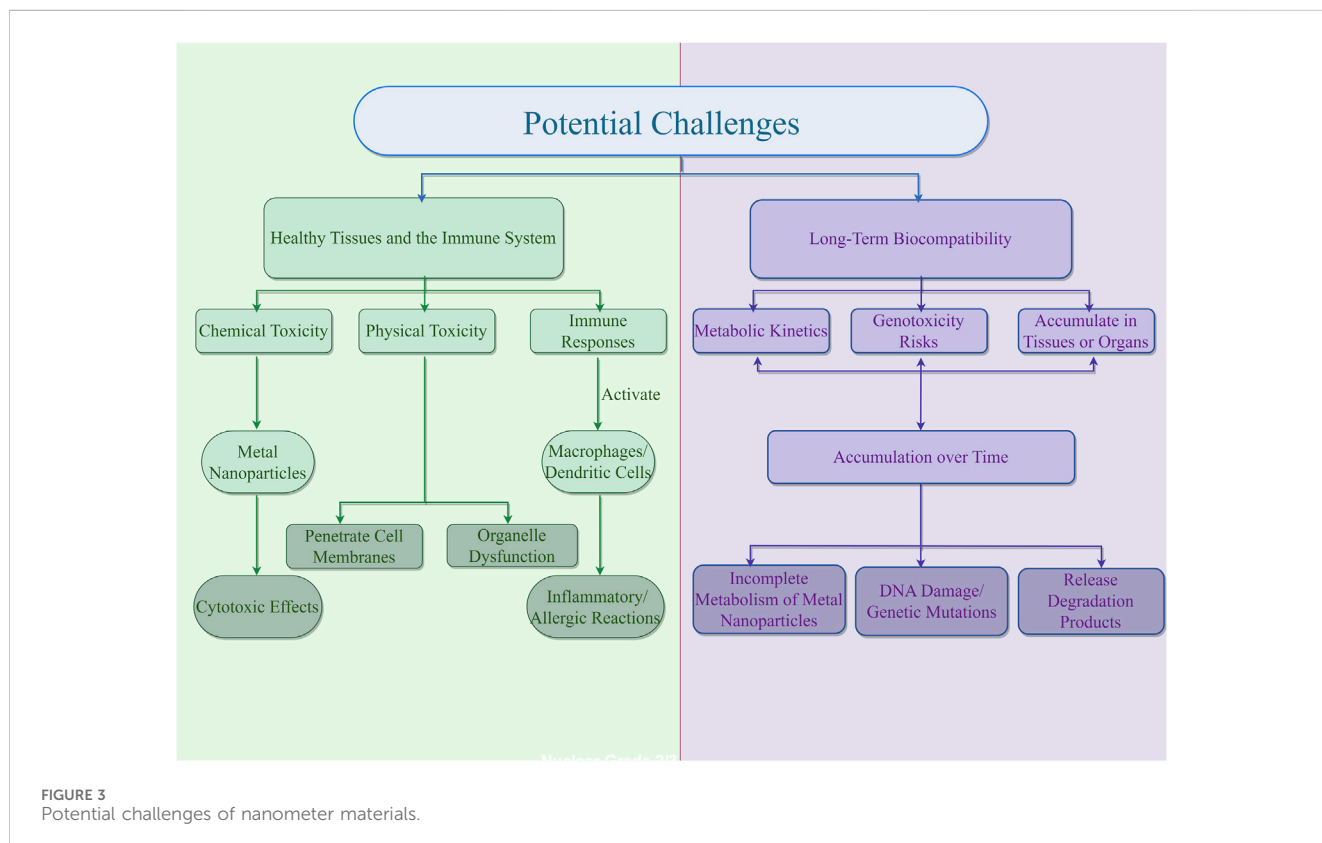 Potential Challenges
Healthy Tissues and the Immune System
Long-Term Biocompatibility
Chemical Toxicity
Physical Toxicity
Immune
Responses
Metabolic Kinetics
Genotoxicity
Risks
Accumulate in
Tissues or Organs
Activate
Metal
Nanoparticles
Macrophages/
Dendritic Cells
Accumulation over Time
Penetrate Cell
Membranes
Organelle
Dysfunction
Cytotoxic Effects
Inflammatory/
Allergic Reactions
Incomplete
Metabolism of Metal
Nanoparticles
DNA Damage/
Genetic Mutations
Release
Degradation
Products
FIGURE 3
Potential challenges of nanometer materials.